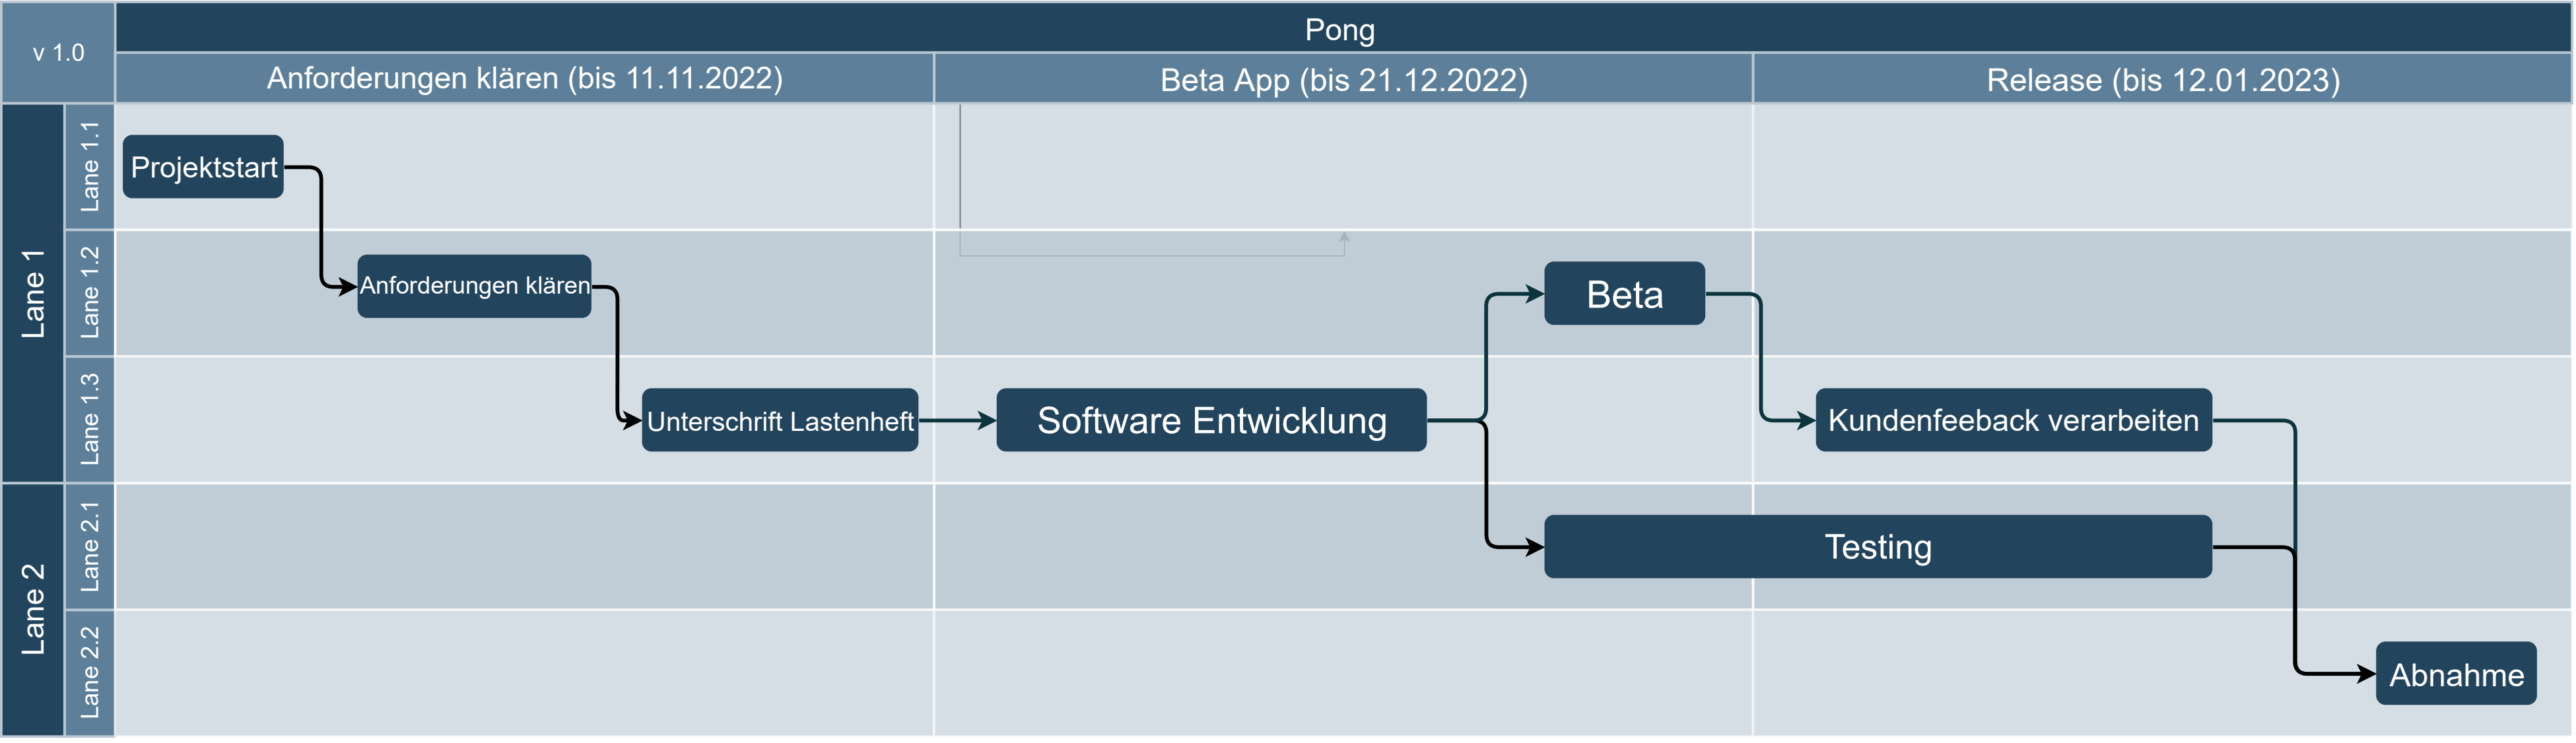 v 1.0
Pong
Anforderungen klären (bis 11.11.2022)
Beta App (bis 21.12.2022)
Release (bis 12.01.2023)
Lane 1
Lane 1.1
Projektstart
Lane 1.2
Anforderungen klären
Beta
Lane 1.3
Unterschrift Lastenheft
Software Entwicklung
Kundenfeeback verarbeiten
Lane 2
Lane 2.1
Testing
Lane 2.2
Abnahme